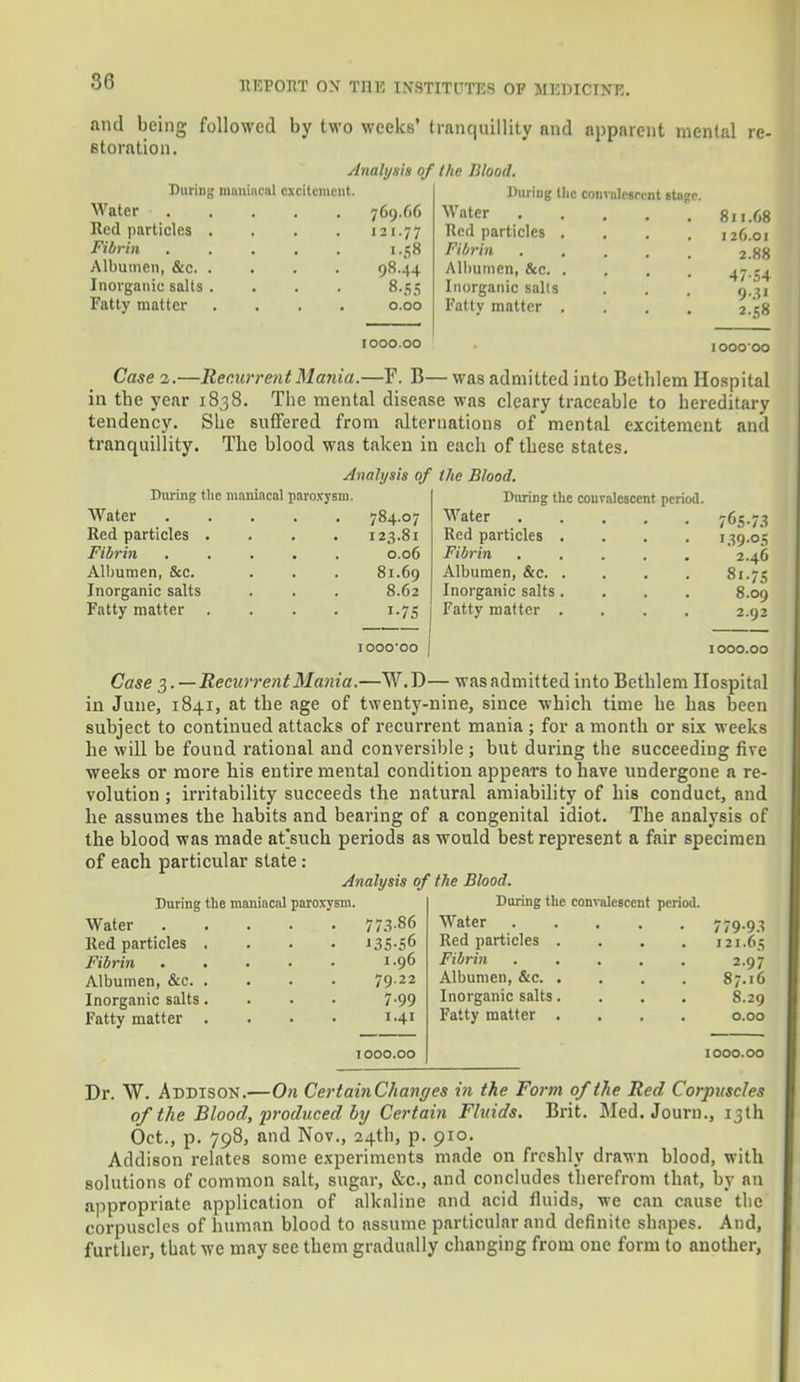 36
REPORT ON THE INSTITUTES OF MEDICINE.
and being followed by two weeks' tranquillity and apparent mental re-
storation.
Analysis of the Blood.
During maniacal excitement.
Water . . . . . 769.66
Red particles . . . . 121.77
Fibrin . . . . . 1.58
Albumen, &c. . . . . 98.44
Inorganic salts . . . . 8.55
Fatty matter . . . . 0.00
1000.00
During the convalescent stage.
Water . . . . . 811.68
Red particles . . . . 126.01
Fibrin . . . . . 2.88
Albumen, &c. . . . . 47.54
Inorganic salts . . . 9.31
Fatty matter . . . . 2.58
1000·00
Case 2.—Recurrent Mania.—F. B— was admitted into Bethlem Hospital
in the year 1838. The mental disease was cleary traceable to hereditary
tendency. She suffered from alternations of mental excitement and
tranquillity. The blood was taken in each of these states.
Analysis of the Blood.
During the maniacal paroxysm.
Water . . . . . 784.07
Red particles . . . . 123.81
Fibrin . . . . . 0.06
Albumen, &c. . . . 81.69
Inorganic salts . . . 8.62
Fatty matter . . . . 1.75
1000·00
During the convalescent period.
Water . . . . . 765.73
Red particles . . . . 139.05
Fibrin . . . . . 2.46
Albumen, &c. . . . . 81.75
Inorganic salts . . . . 8.09
Fatty matter . . . . 2.92
1000.00
Case 3.—Recurrent Mania.—W. D— was admitted into Bethlem Hospital
in June, 1841, at the age of twenty-nine, since which time he has been
subject to continued attacks of recurrent mania ; for a month or six weeks
he will be found rational and conversible ; but during the succeeding five
weeks or more his entire mental condition appears to have undergone a re-
volution ; irritability succeeds the natural amiability of his conduct, and
he assumes the habits and bearing of a congenital idiot. The analysis of
the blood was made at such periods as would best represent a fair specimen
of each particular state :
Analysis of the Blood.
During the maniacal paroxysm.
Water . . . . . 773.86
Red particles . . . . 135.56
Fibrin . . . . . 1.96
Albumen, &c. . . . . 79.22
Inorganic salts . . . . 7.99
Fatty matter . . . . 1.41
1000.00
During the convalescent period.
Water . . . . . 779.93
Red particles . . . . 121.65
Fibrin . . . . . 2.97
Albumen, &c. . . . . 87.16
Inorganic salts . . . . 8.29
Fatty matter . . . . 0.00
1000.00
Dr. W. Addison.—On Certain Changes in the Form of the Red Corpuscles
of the Blood, produced by Certain Fluids. Brit. Med. Journ., 13th
Oct., p. 798, and Nov., 24th, p. 910.
Addison relates some experiments made on freshly drawn blood, with
solutions of common salt, sugar, &c., and concludes therefrom that, by an
appropriate application of alkaline and acid fluids, we can cause the
corpuscles of human blood to assume particular and definite shapes. And,
further, that we may see them gradually changing from one form to another,